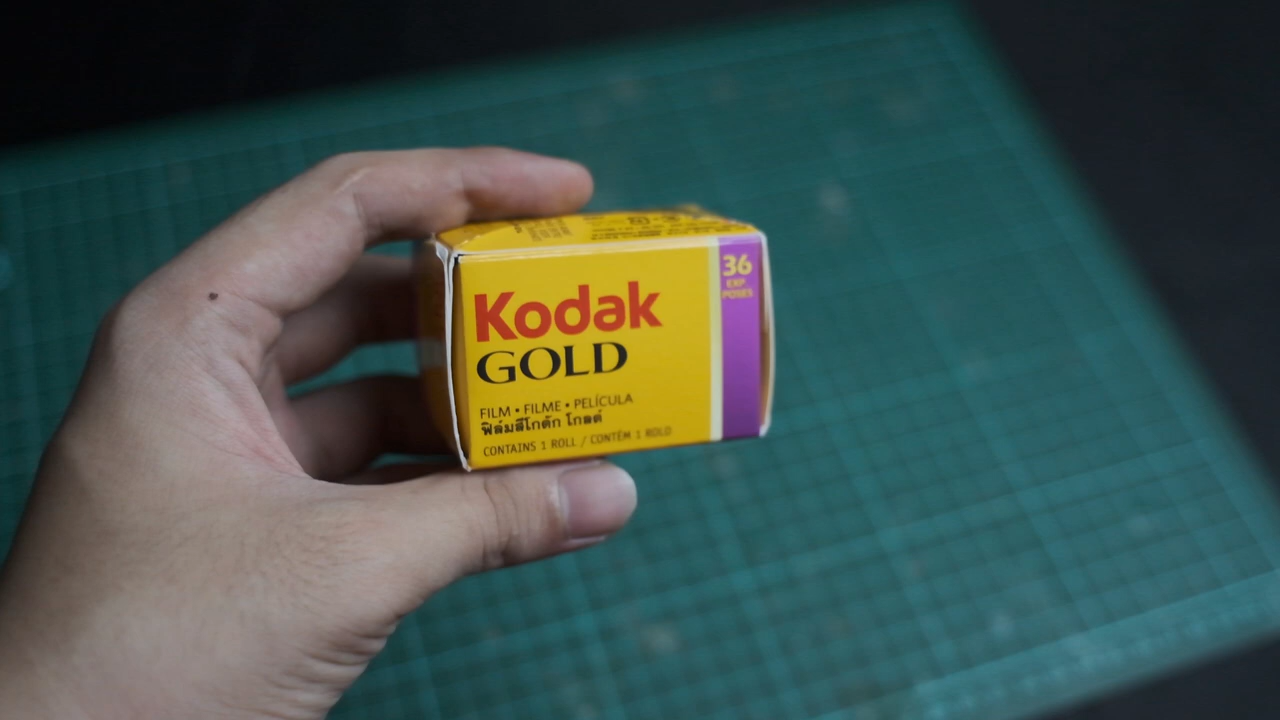 Kodak
GOLD
FILM • FILME • PELÍCULA
ฟิล์มสีโกดัก โกลด์
CONTAINS 1 ROLL / CONTÉM 1 ROLO
36
EXP
POSES